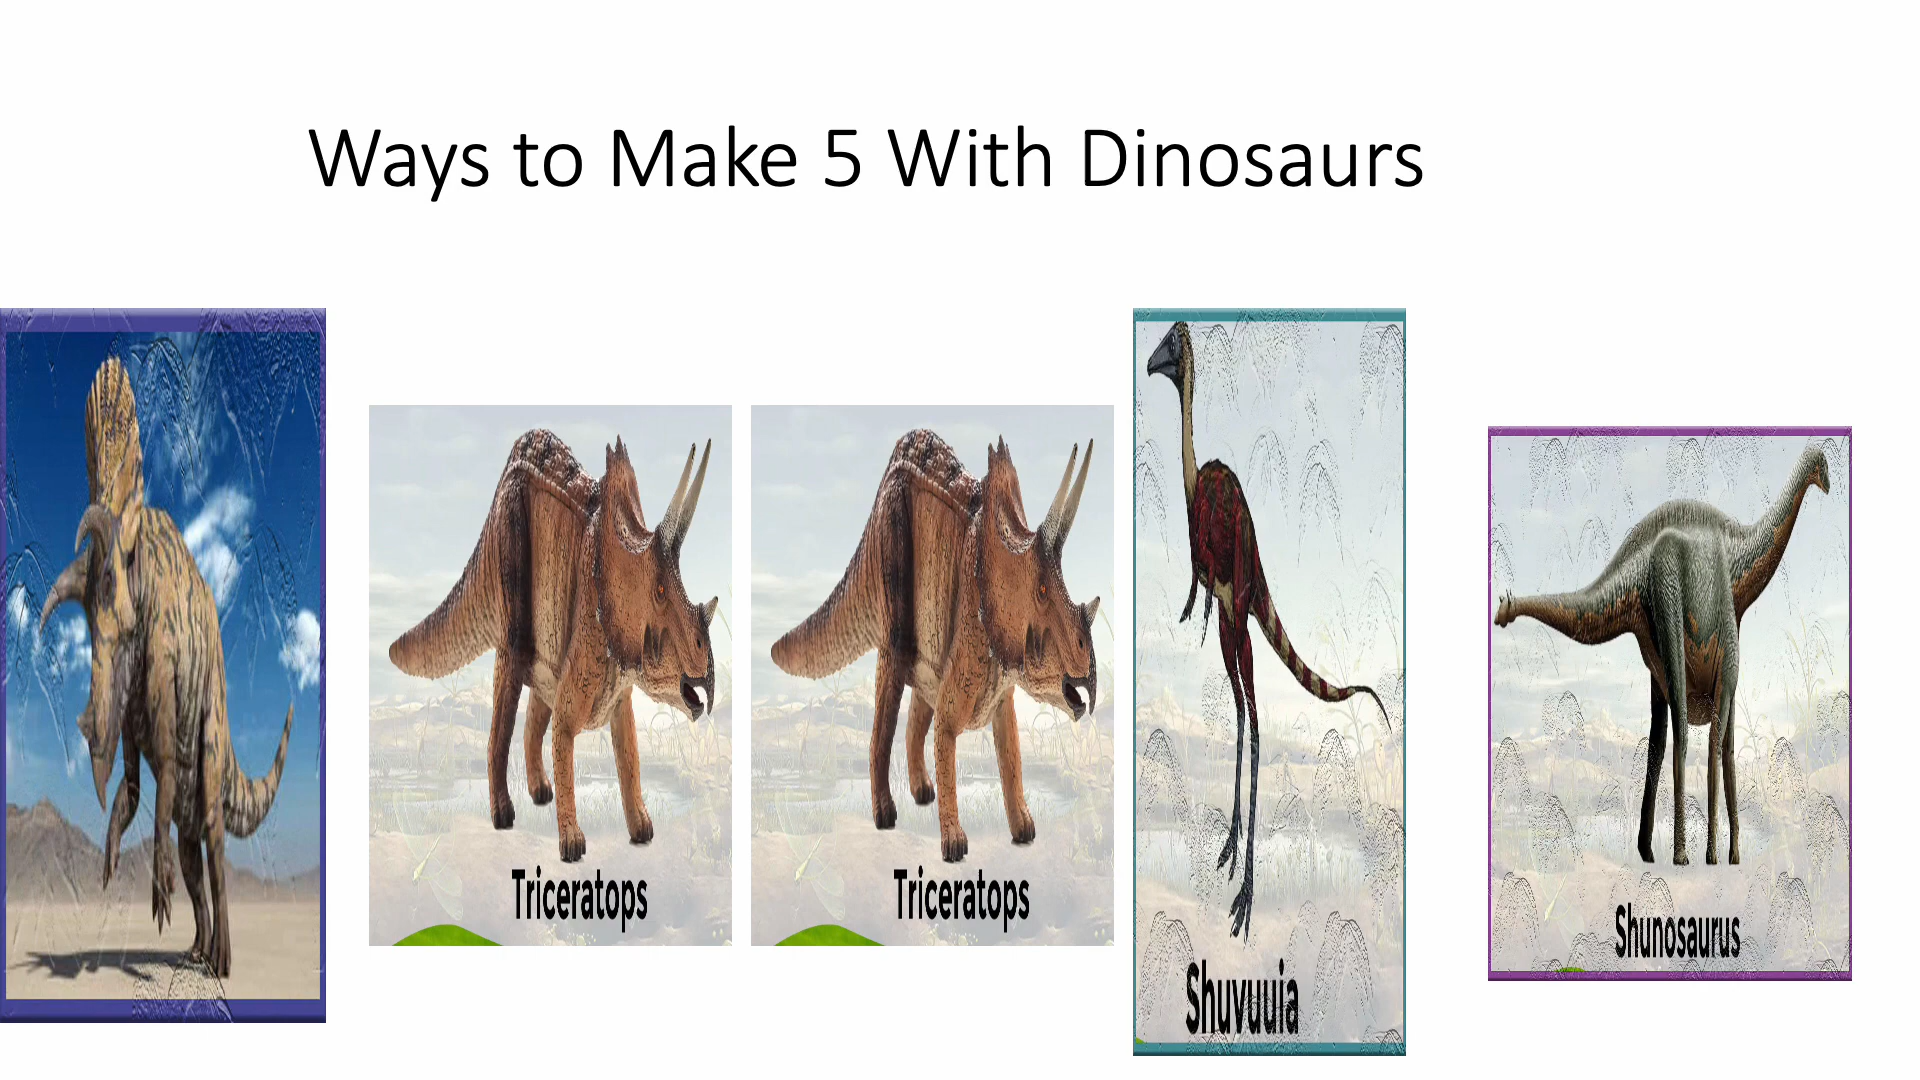 Ways to Make 5 With Dinosaurs
Triceratops
Triceratops
Shuvuuia
Shunosaurus